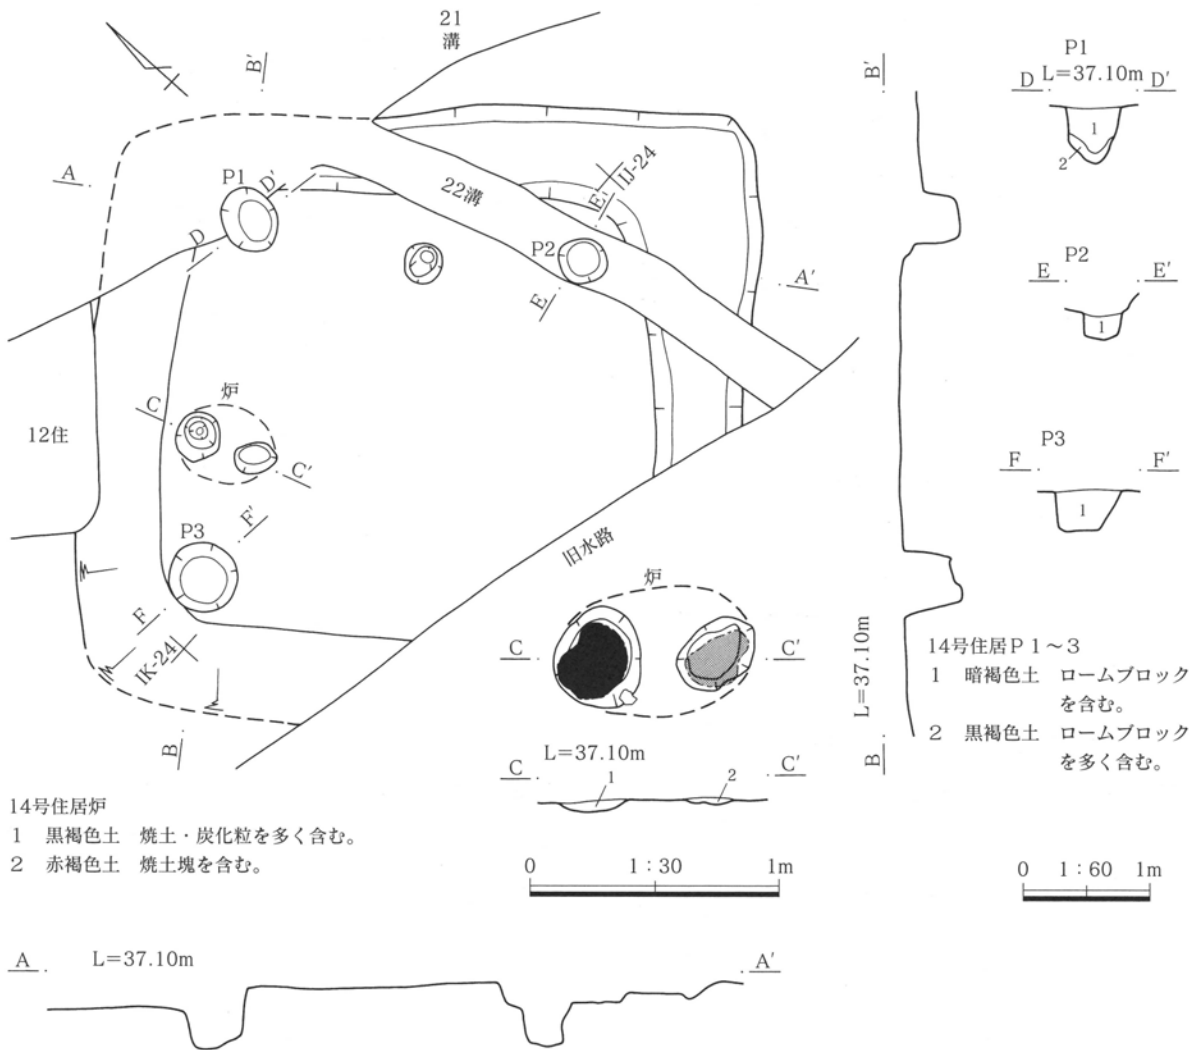 21
溝
B'
A
P1
D'
D
22溝
IJ-24
E'
P2
E
A'
12住
炉
C
C'
P3
F'
F
IK-24
B
旧水路
炉
C
C'
L=37.10m
C
1
2
C'
B'
L=37.10m
B
P1
L=37.10m
D
D'
1
2
P2
E
E'
1
P3
F
F'
1
14号住居P1～3
1 暗褐色土 ロームブロック
を含む。
2 黒褐色土 ロームブロック
を多く含む。
14号住居炉
1 黒褐色土 焼土・炭化粒を多く含む。
2 赤褐色土 焼土塊を含む。
0 1：30 1m
0 1：60 1m
A
L=37.10m
A'